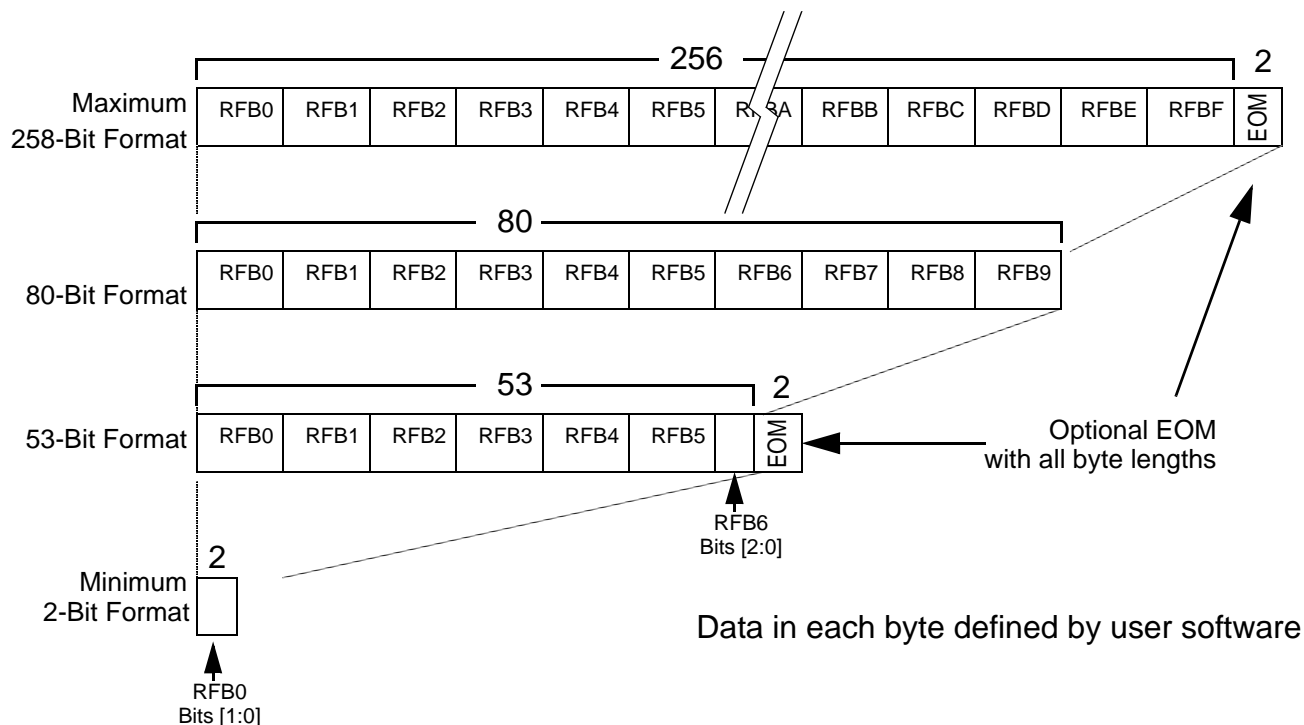 256
2
Maximum
258-Bit Format
RFB0 RFB1 RFB2 RFB3 RFB4 RFB5 RFBA RFBB RFBC RFBD RFBE RFBF EOM
80
80-Bit Format
RFB0 RFB1 RFB2 RFB3 RFB4 RFB5 RFB6 RFB7 RFB8 RFB9
53
2
53-Bit Format
RFB0 RFB1 RFB2 RFB3 RFB4 RFB5 EOM
Optional EOM
with all byte lengths
RFB6
Bits [2:0]
2
Minimum
2-Bit Format
RFB0
Bits [1:0]
Data in each byte defined by user software